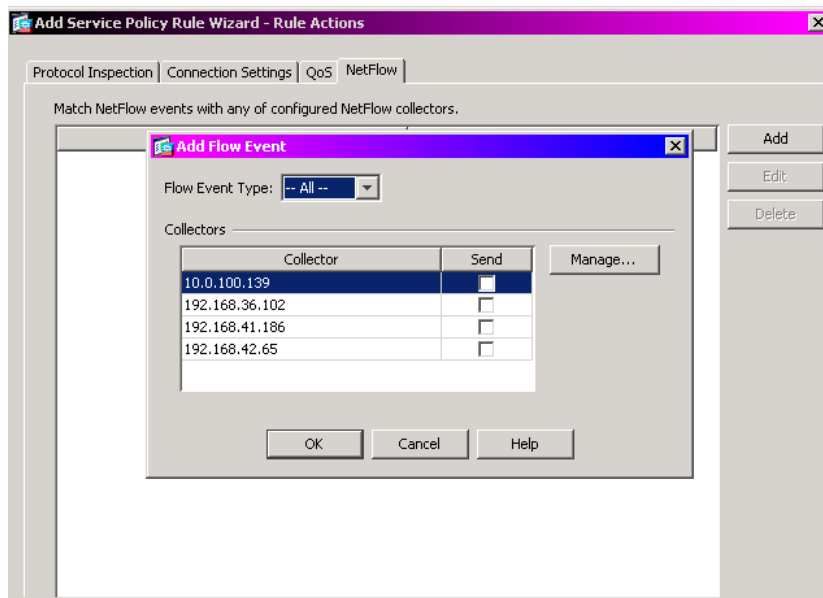 Add Service Policy Rule Wizard - Rule Actions
Protocol Inspection Connection Settings QoS NetFlow
Match NetFlow events with any of configured NetFlow collectors.
Add
Edit
Delete
Add Flow Event
Flow Event Type: -- All --
Collectors
Collector Send
Manage...
10.0.100.139
192.168.36.102
192.168.41.186
192.168.42.65
OK Cancel Help